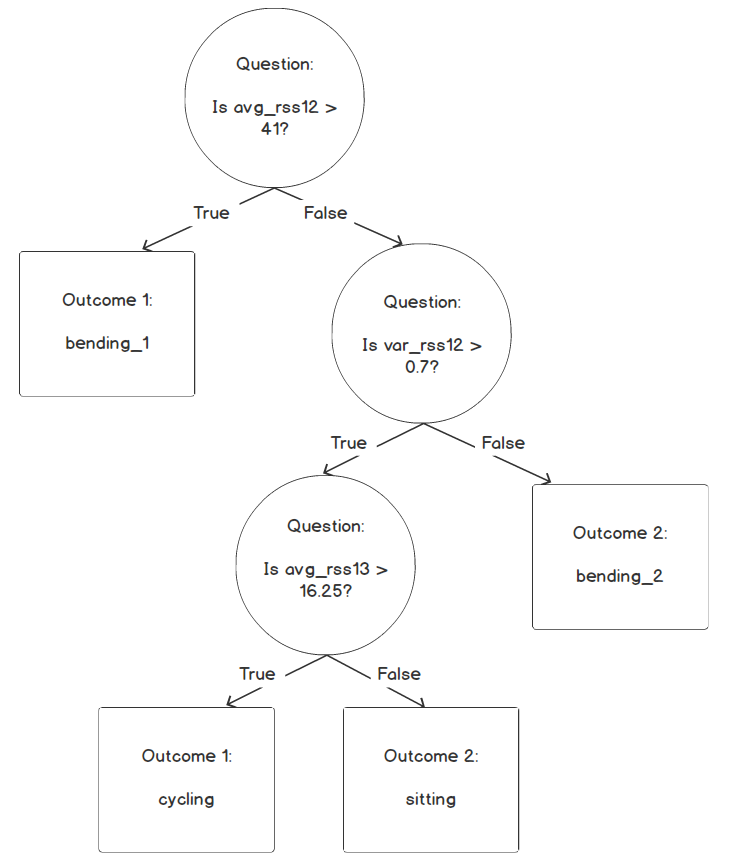 Question:
Is avg_rss12 >
41?
True
False
Outcome 1:
bending_1
Question:
Is var_rss12 >
0.7?
True
False
Question:
Is avg_rss13 >
16.25?
Outcome 2:
bending_2
True
False
Outcome 1:
cycling
Outcome 2:
sitting